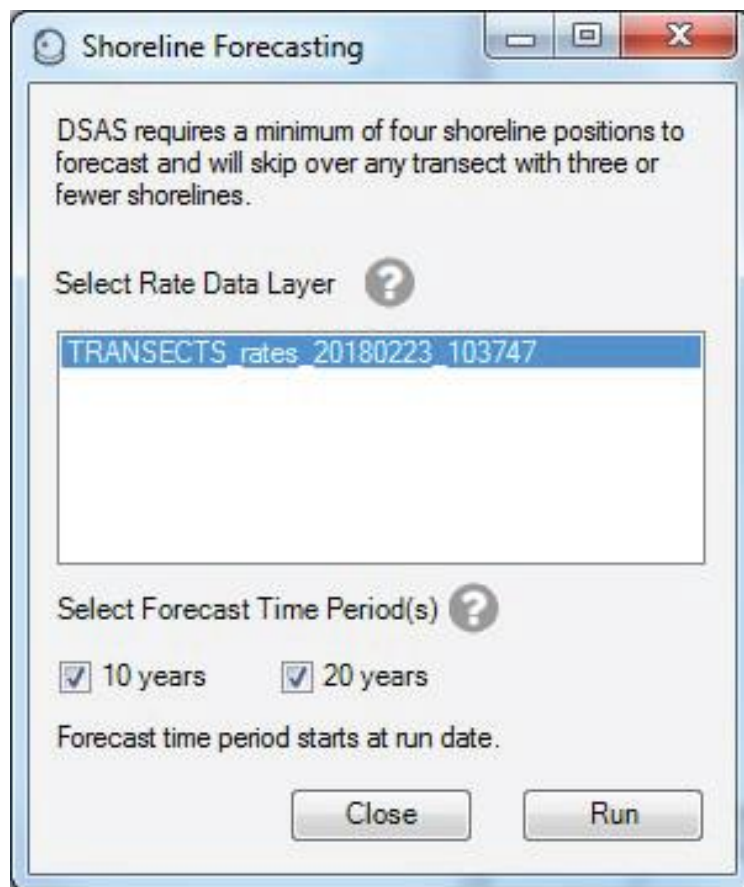 Shoreline Forecasting
DSAS requires a minimum of four shoreline positions to
forecast and will skip over any transect with three or
fewer shorelines.
Select Rate Data Layer ?
TRANSECTS_rates_20180223_103747
Select Forecast Time Period(s) ?
10 years 20 years
Forecast time period starts at run date.
Close Run